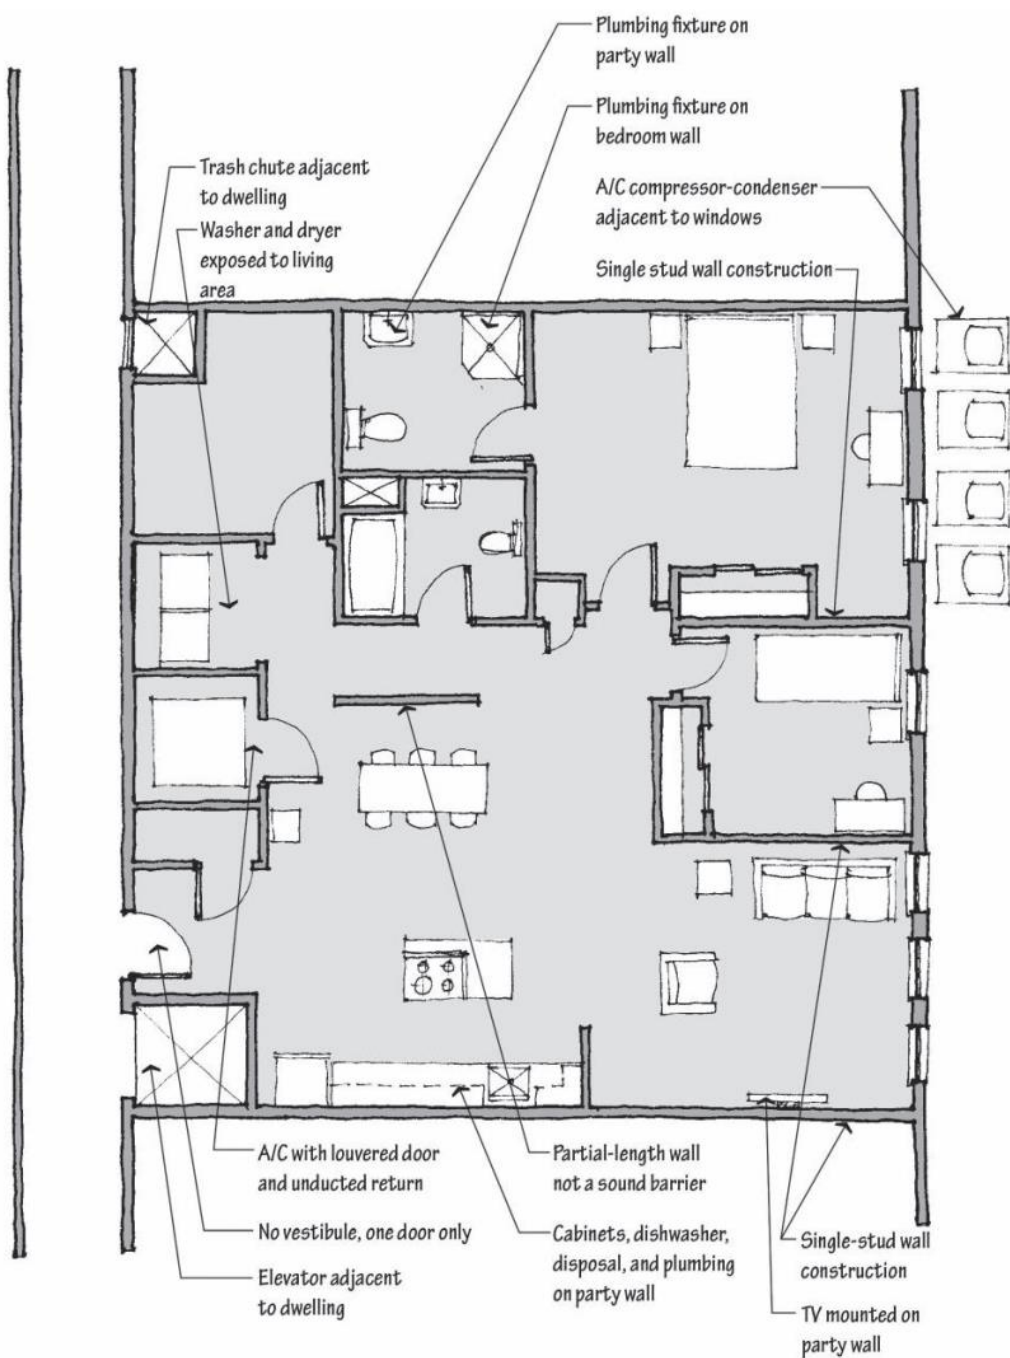 Plumbing fixture on
party wall
Plumbing fixture on
bedroom wall
Trash chute adjacent
to dwelling
A/C compressor-condenser
adjacent to windows
Washer and dryer
exposed to living
area
Single stud wall construction
A/C with louvered door
and unducted return
Partial-length wall
not a sound barrier
No vestibule, one door only
Cabinets, dishwasher,
disposal, and plumbing
on party wall
Single-stud wall
construction
Elevator adjacent
to dwelling
TV mounted on
party wall